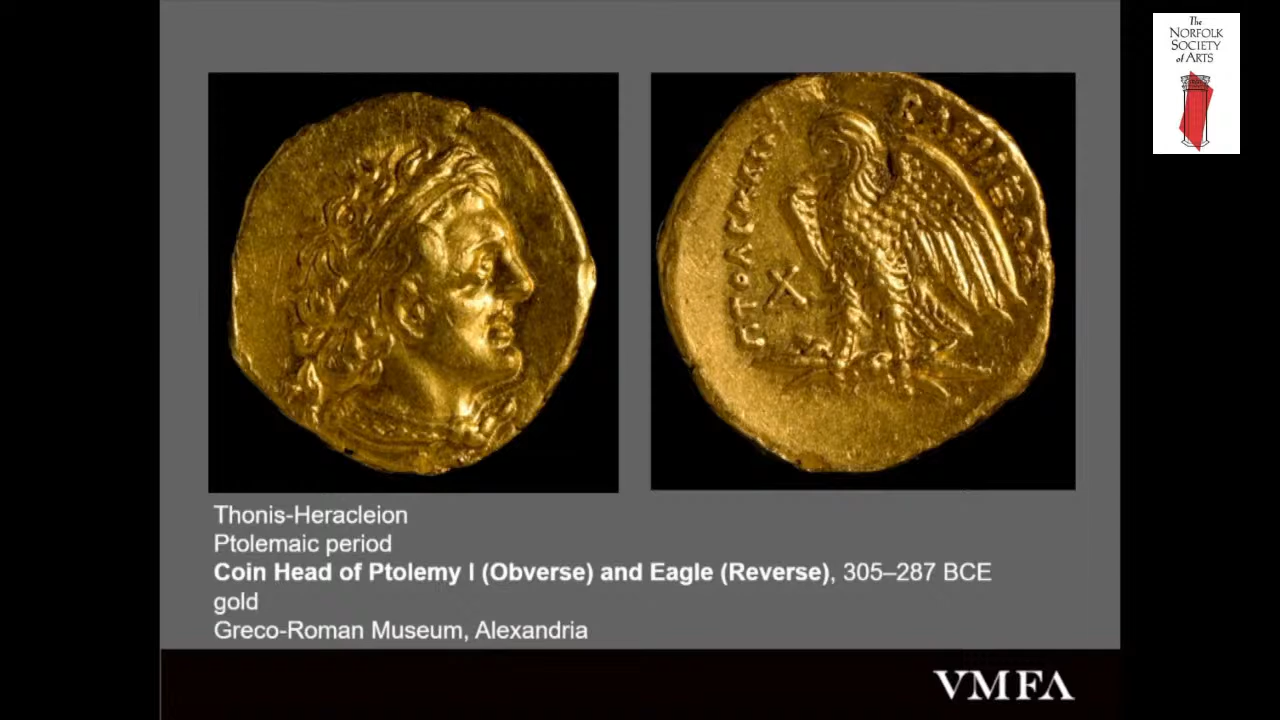 The
NORFOLK
SOCIETY
of ARTS
ΠΤΟΛΕΜΑΙΟΥ
ΒΑΣΙΛΕΩΣ
Χ
Thonis-Heracleion
Ptolemaic period
Coin Head of Ptolemy I (Obverse) and Eagle (Reverse), 305–287 BCE
gold
Greco-Roman Museum, Alexandria
VMFA